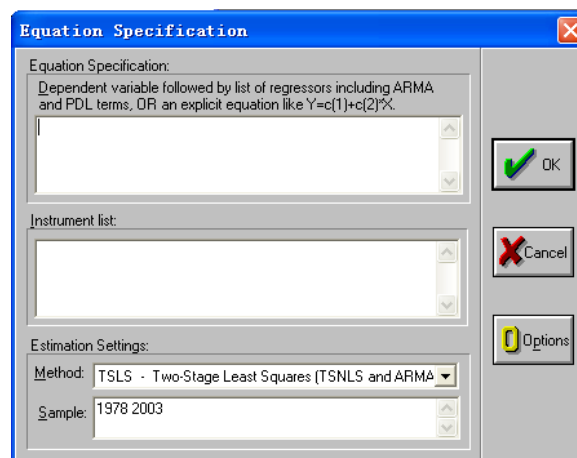 Equation Specification
Equation Specification:
Dependent variable followed by list of regressors including ARMA
and PDL terms, OR an explicit equation like Y=c(1)+c(2)*X.
OK
Instrument list:
Cancel
Options
Estimation Settings:
Method: TSLS - Two-Stage Least Squares (TSNLS and ARMA
Sample: 1978 2003